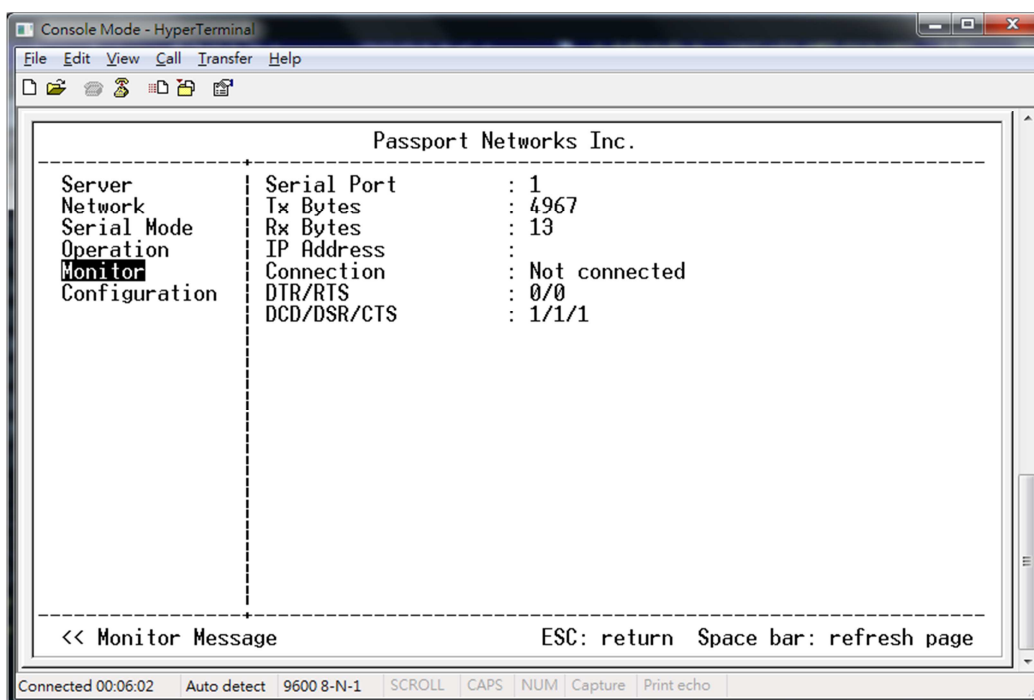 Console Mode - HyperTerminal
File Edit View Call Transfer Help
Passport Networks Inc.
Server
Network
Serial Mode
Operation
Monitor
Configuration
Serial Port : 1
Tx Bytes : 4967
Rx Bytes : 13
IP Address :
Connection : Not connected
DTR/RTS : 0/0
DCD/DSR/CTS : 1/1/1
<< Monitor Message ESC: return Space bar: refresh page
Connected 00:06:02 Auto detect 9600 8-N-1 SCROLL CAPS NUM Capture Print echo